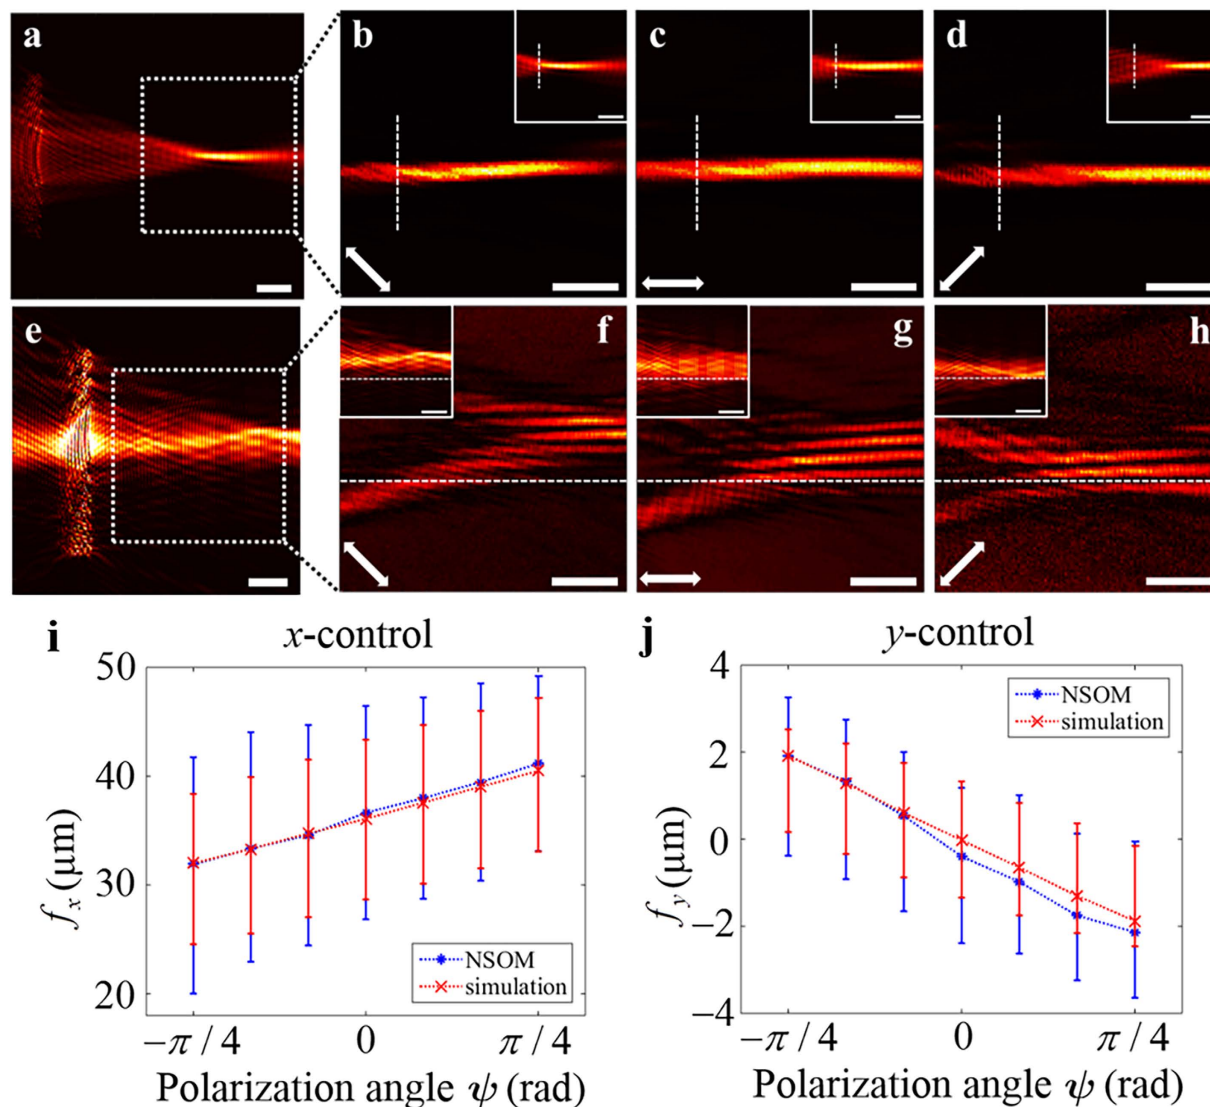 a
b
c
d
e
f
g
h
i
x-control
50
40
30
20
f_x (μm)
NSOM
simulation
−π / 4
0
π / 4
Polarization angle ψ (rad)
j
y-control
4
2
0
−2
−4
f_y (μm)
NSOM
simulation
−π / 4
0
π / 4
Polarization angle ψ (rad)